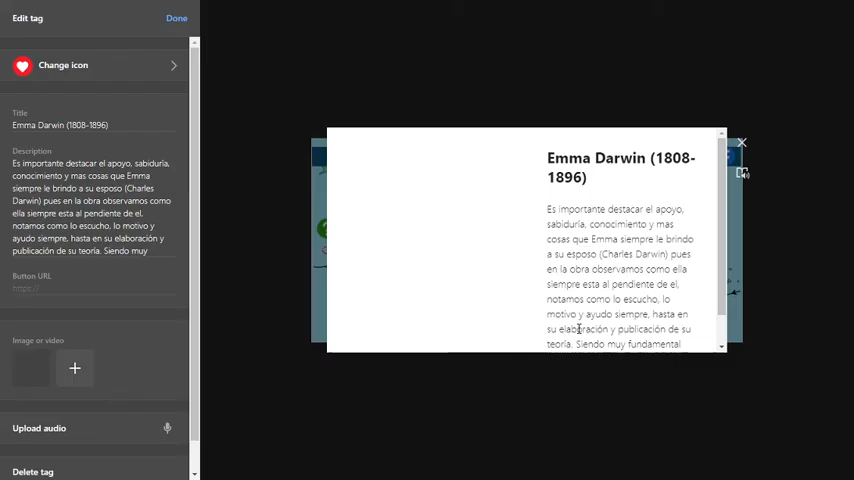 Edit tag
Done
Change icon
Title
Emma Darwin (1808-1896)
Description
Es importante destacar el apoyo, sabiduría,
conocimiento y mas cosas que Emma
siempre le brindo a su esposo (Charles
Darwin) pues en la obra observamos como
ella siempre esta al pendiente de el,
notamos como lo escucho, lo motivo y
ayudo siempre, hasta en su elaboración y
publicación de su teoría. Siendo muy
Button URL
https://
Image or video
Upload audio
Delete tag
Emma Darwin (1808-
1896)
Es importante destacar el apoyo,
sabiduría, conocimiento y mas
cosas que Emma siempre le brindo
a su esposo (Charles Darwin) pues
en la obra observamos como ella
siempre esta al pendiente de el,
notamos como lo escucho, lo
motivo y ayudo siempre, hasta en
su elaboración y publicación de su
teoría. Siendo muy fundamental